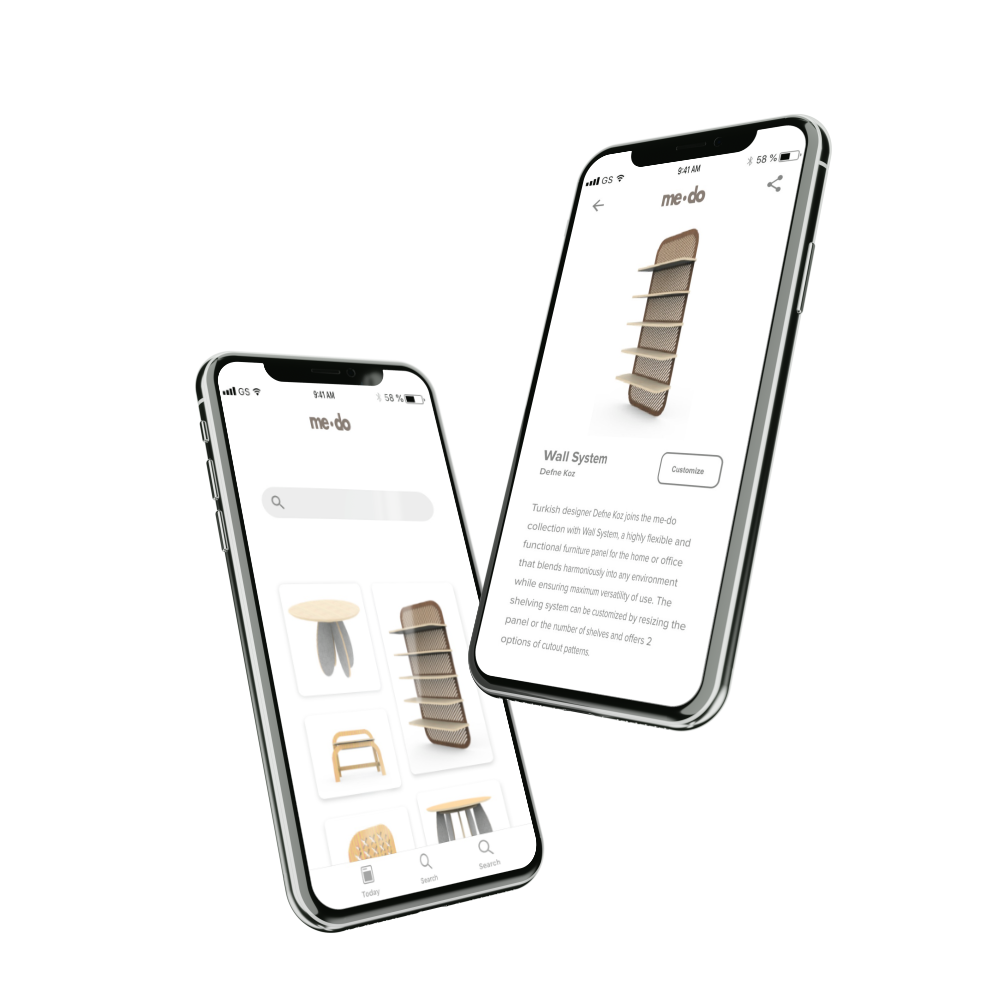 GS
9:41 AM
58 %
me•do
Today
Search
Search
GS
9:41 AM
58 %
me•do
Wall System
Defne Koz
Customize
Turkish designer Defne Koz joins the me-do
collection with Wall System, a highly flexible and
functional furniture panel for the home or office
that blends harmoniously into any environment
while ensuring maximum versatility of use. The
shelving system can be customized by resizing the
panel or the number of shelves and offers 2
options of cutout patterns.